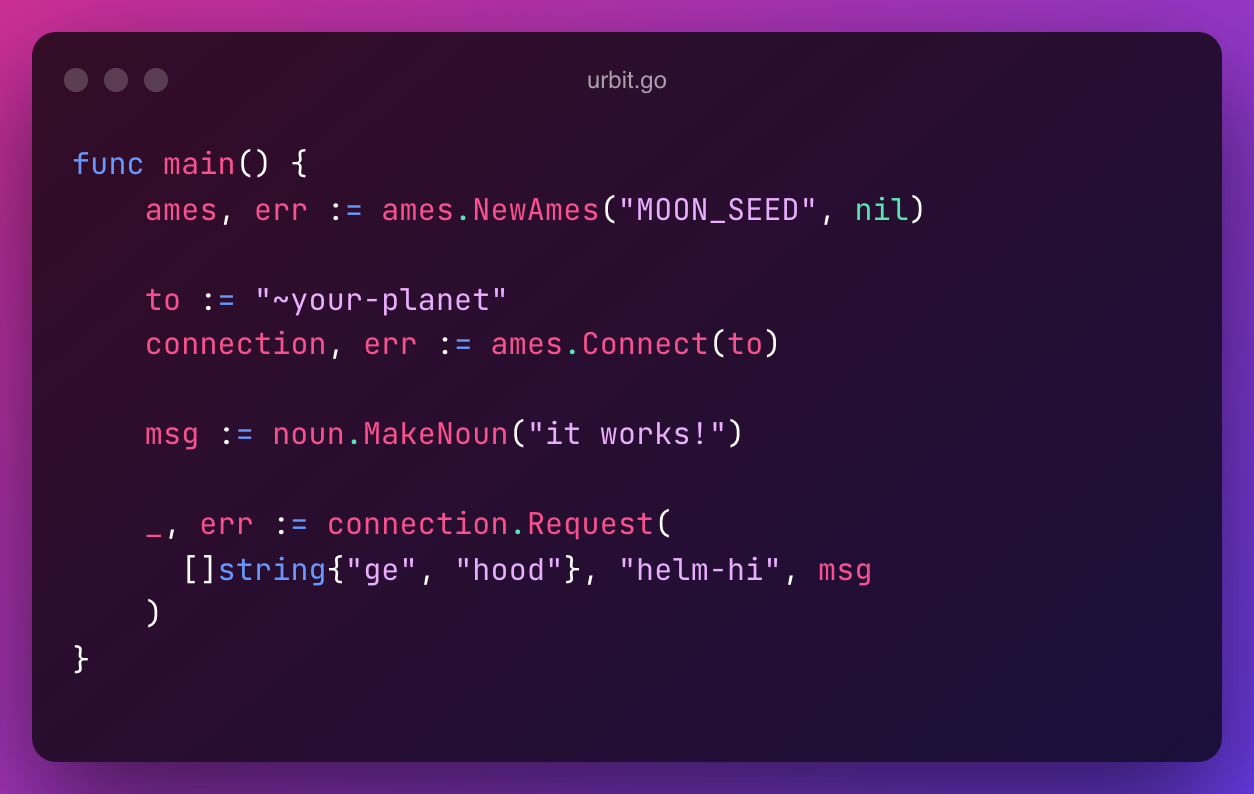 urbit.go
func main() {
    ames, err := ames.NewAmes("MOON_SEED", nil)

    to := "~your-planet"
    connection, err := ames.Connect(to)

    msg := noun.MakeNoun("it works!")

    _, err := connection.Request(
      []string{"ge", "hood"}, "helm-hi", msg
    )
}